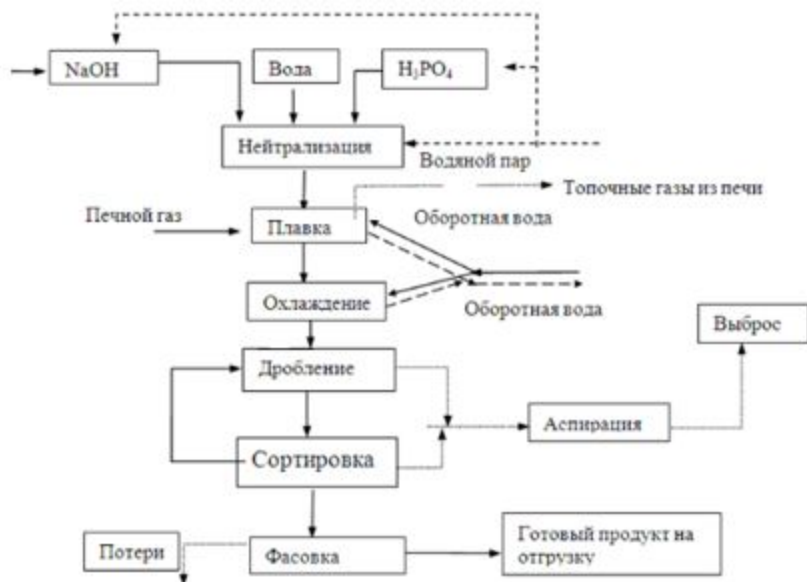 NaOH
Вода
H₃PO₄
Нейтрализация
Водяной пар
Топочные газы из печи
Печной газ
Плавка
Оборотная вода
Охлаждение
Оборотная вода
Выброс
Дробление
Аспирация
Сортировка
Потери
Фасовка
Готовый продукт на
отгрузку